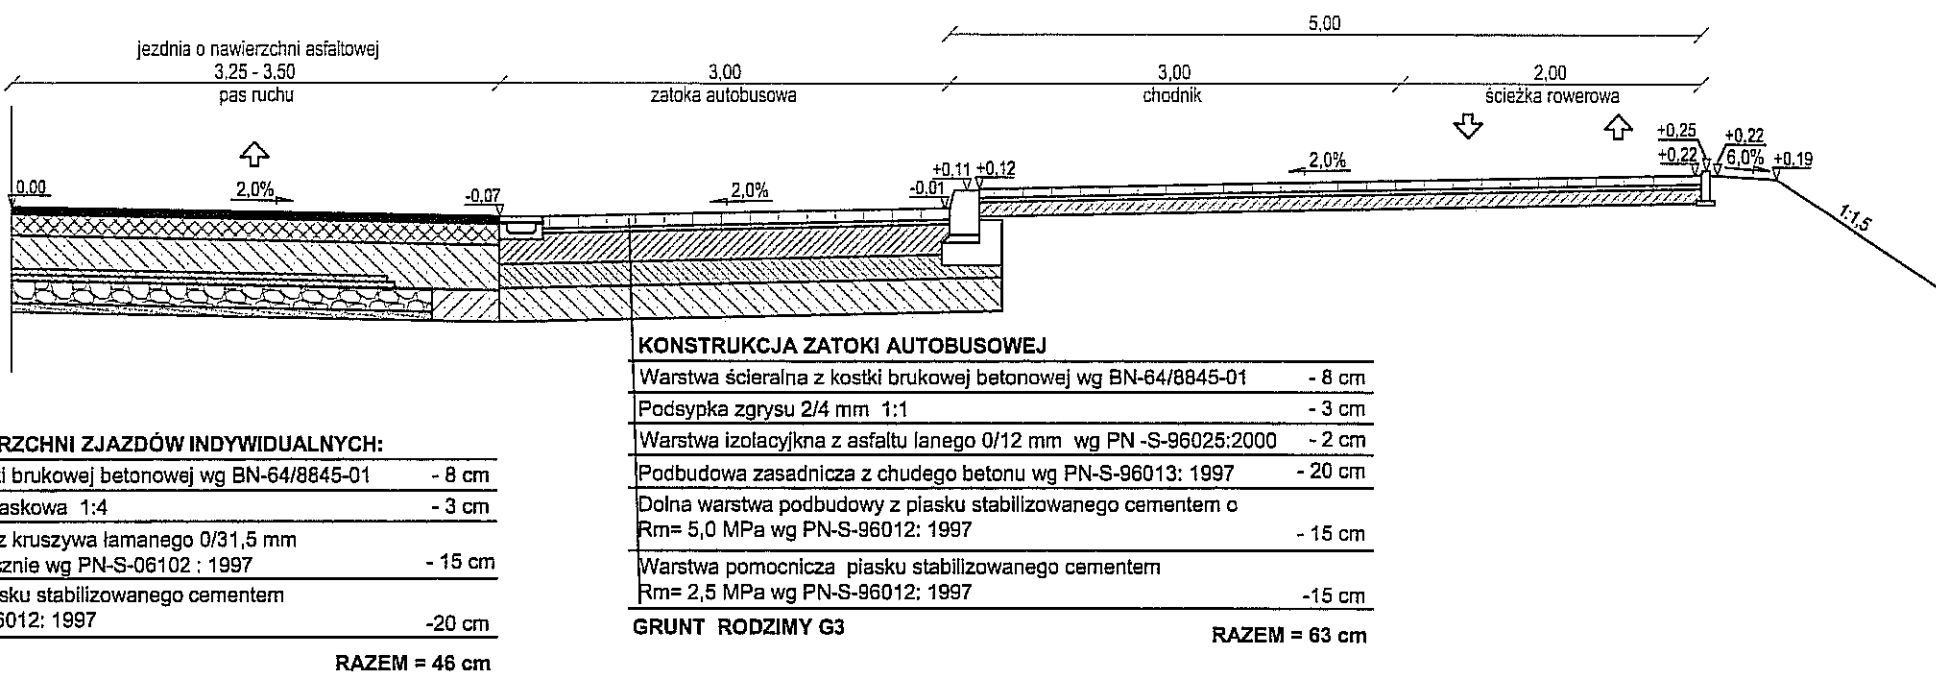 5,00
jezdnia o nawierzchni asfaltowej
3,25 - 3,50
3,00
3,00
2,00
pas ruchu
zatoka autobusowa
chodnik
ścieżka rowerowa
+0,25
+0,22
+0,11
+0,12
2,0%
+0,22
6,0%
+0,19
0,00
2,0%
-0,07
2,0%
-0,01
1:1,5
KONSTRUKCJA ZATOKI AUTOBUSOWEJ
Warstwa ścieralna z kostki brukowej betonowej wg BN-64/8845-01 - 8 cm
Podsypka zgrysu 2/4 mm 1:1 - 3 cm
Warstwa izolacyjkna z asfaltu lanego 0/12 mm wg PN -S-96025:2000 - 2 cm
Podbudowa zasadnicza z chudego betonu wg PN-S-96013: 1997 - 20 cm
Dolna warstwa podbudowy z piasku stabilizowanego cementem o
Rm= 5,0 MPa wg PN-S-96012: 1997 - 15 cm
Warstwa pomocnicza piasku stabilizowanego cementem
Rm= 2,5 MPa wg PN-S-96012: 1997 -15 cm
GRUNT RODZIMY G3 RAZEM = 63 cm
RZCHNI ZJAZDÓW INDYWIDUALNYCH:
ki brukowej betonowej wg BN-64/8845-01 - 8 cm
askowa 1:4 - 3 cm
z kruszywa łamanego 0/31,5 mm
cznie wg PN-S-06102 : 1997 - 15 cm
sku stabilizowanego cementem
6012: 1997 -20 cm
RAZEM = 46 cm